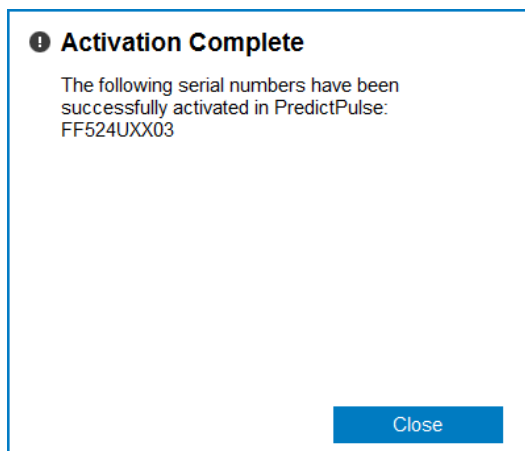 Activation Complete
The following serial numbers have been
successfully activated in PredictPulse:
FF524UXX03
Close